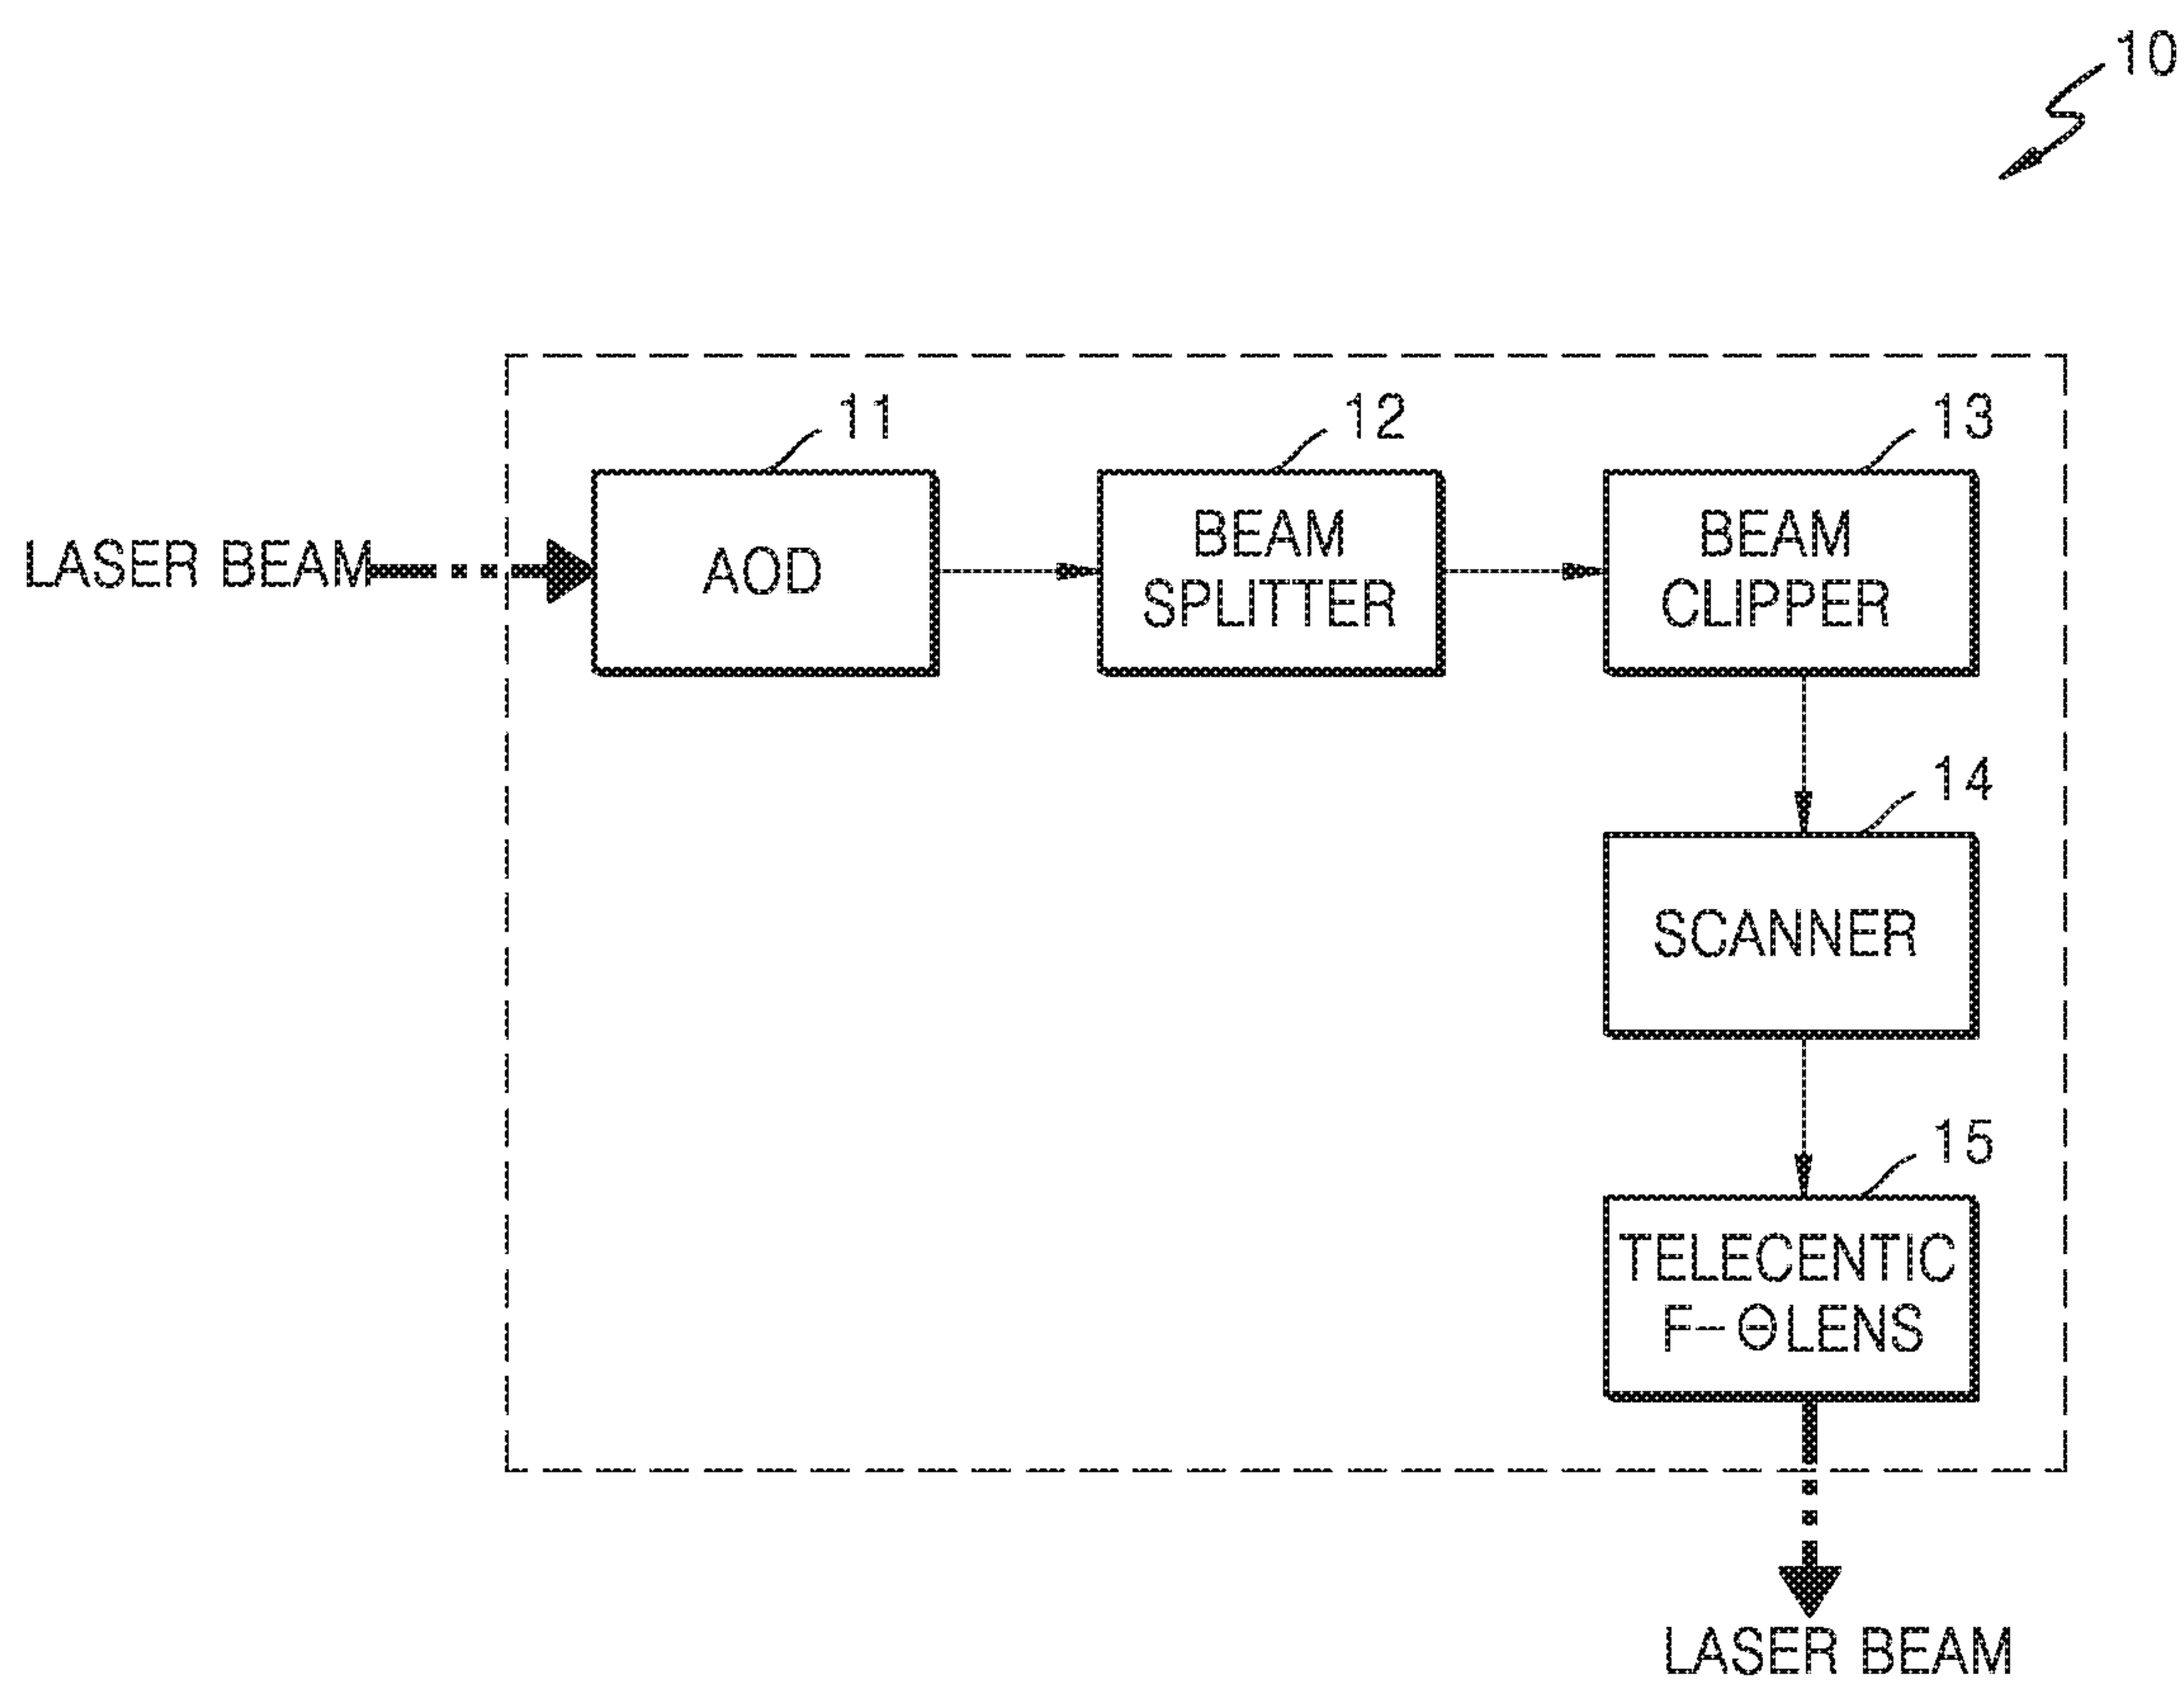 10
11
12
13
LASER BEAM
AOD
BEAM
SPLITTER
BEAM
CLIPPER
14
SCANNER
15
TELECENTIC
F-ΘLENS
LASER BEAM